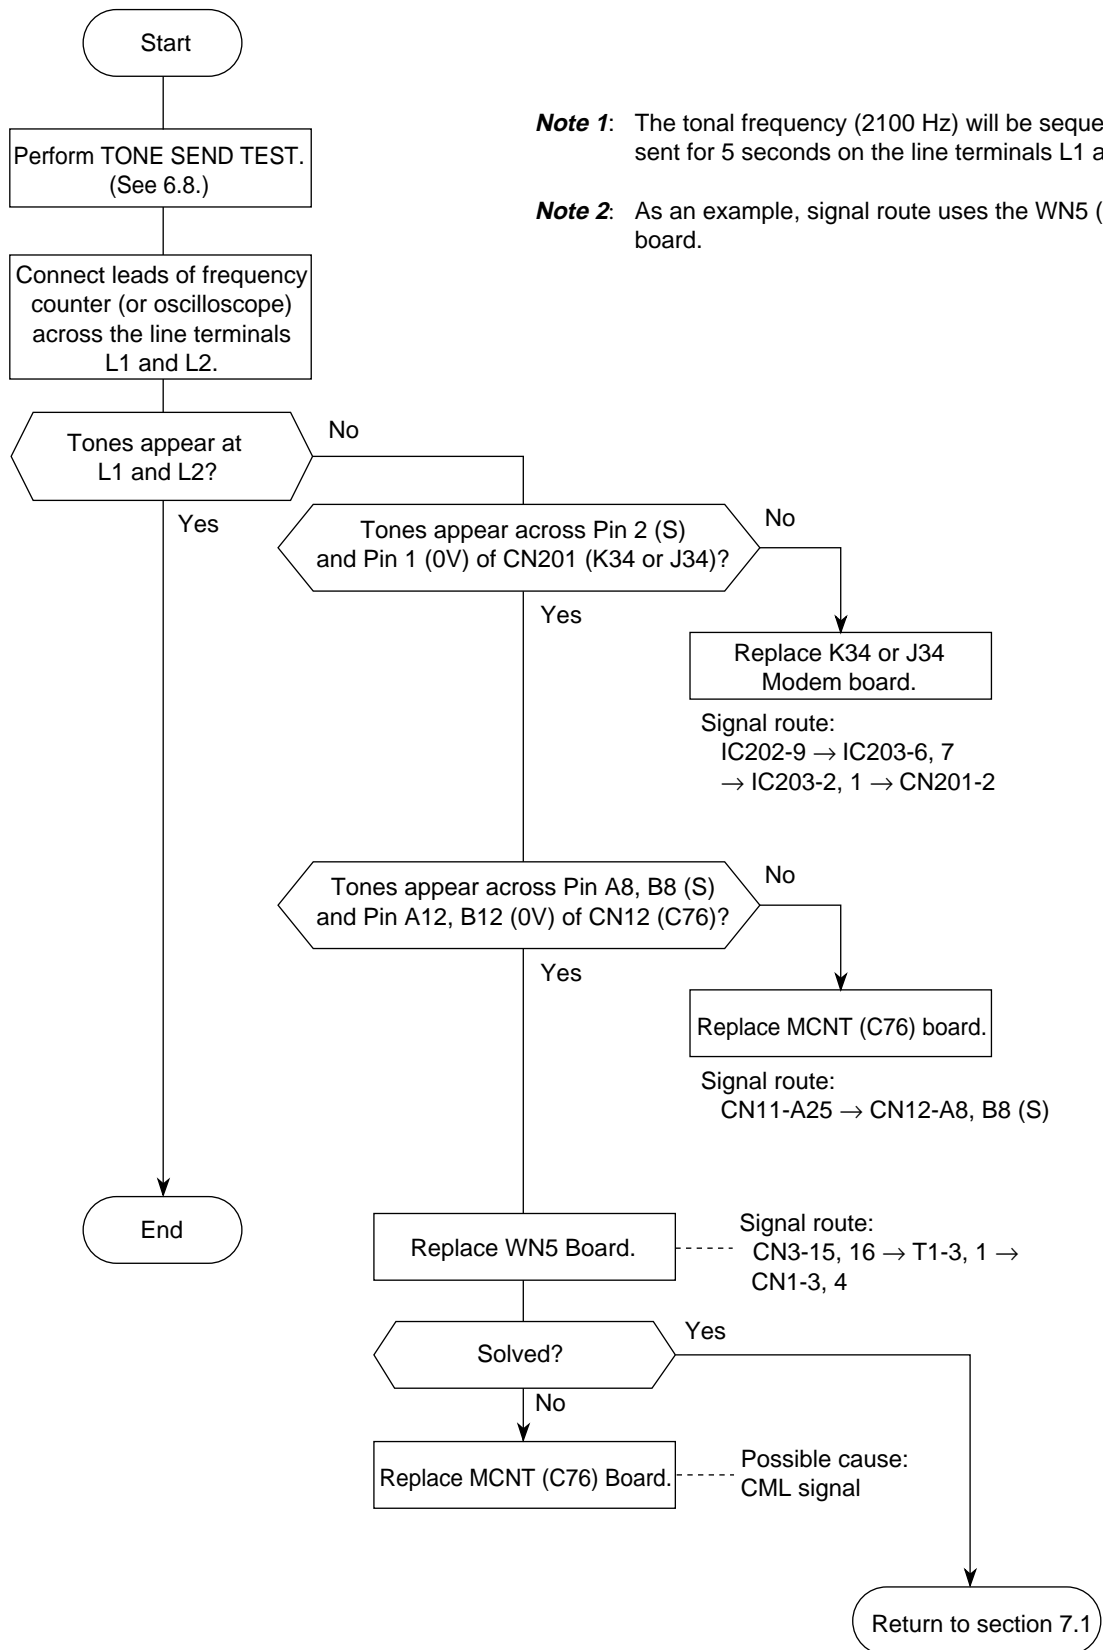 Start
Perform TONE SEND TEST.
(See 6.8.)
Note 1: The tonal frequency (2100 Hz) will be seque
sent for 5 seconds on the line terminals L1 a
Note 2: As an example, signal route uses the WN5 (
board.
Connect leads of frequency
counter (or oscilloscope)
across the line terminals
L1 and L2.
Tones appear at
L1 and L2?
No
Yes
Tones appear across Pin 2 (S)
and Pin 1 (0V) of CN201 (K34 or J34)?
No
Yes
Replace K34 or J34
Modem board.
Signal route:
IC202-9 → IC203-6, 7
→ IC203-2, 1 → CN201-2
Tones appear across Pin A8, B8 (S)
and Pin A12, B12 (0V) of CN12 (C76)?
No
Yes
Replace MCNT (C76) board.
Signal route:
CN11-A25 → CN12-A8, B8 (S)
End
Replace WN5 Board.
Signal route:
CN3-15, 16 → T1-3, 1 →
CN1-3, 4
Solved?
Yes
No
Replace MCNT (C76) Board.
Possible cause:
CML signal
Return to section 7.1